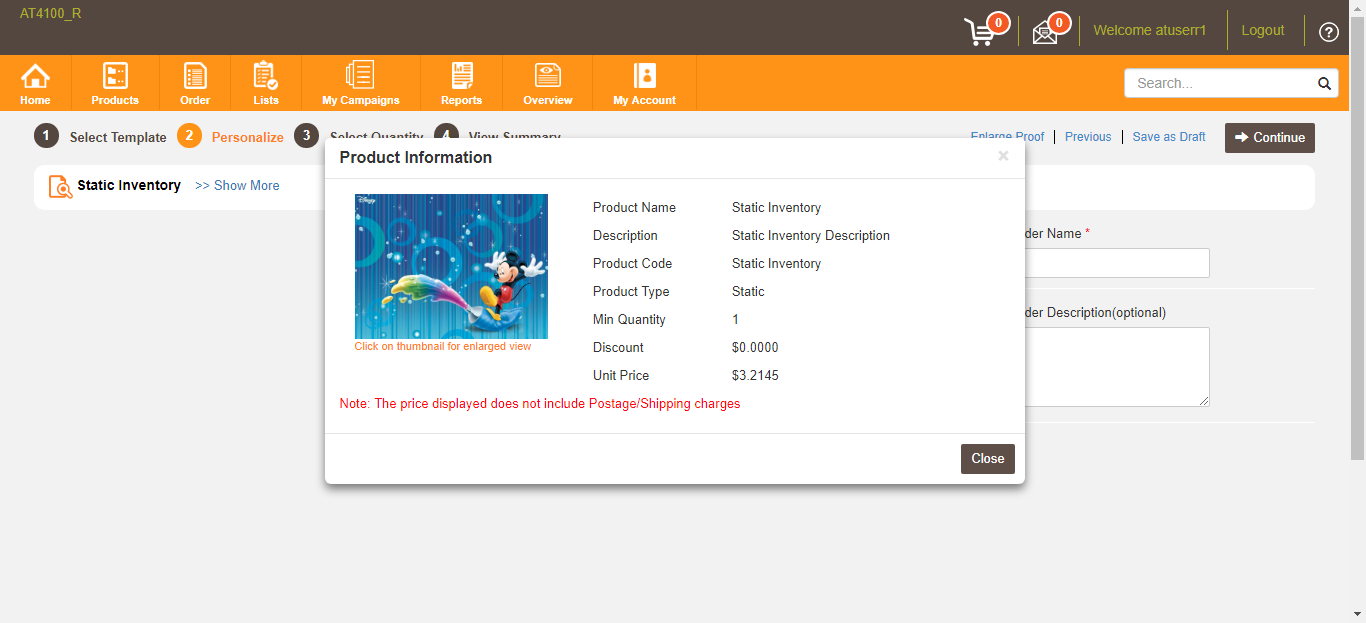 AT4100_R
0
0
Welcome atuserr1
Logout
?
Home
Products
Order
Lists
My Campaigns
Reports
Overview
My Account
Search...
1 Select Template
2 Personalize
3 Select Quantity
4 View Summary
Enlarge Proof
Previous
Save as Draft
Continue
Static Inventory >> Show More
Product Information
×
Disney
Click on thumbnail for enlarged view
Product Name Static Inventory
Description Static Inventory Description
Product Code Static Inventory
Product Type Static
Min Quantity 1
Discount $0.0000
Unit Price $3.2145
Note: The price displayed does not include Postage/Shipping charges
Close
der Name *
der Description(optional)